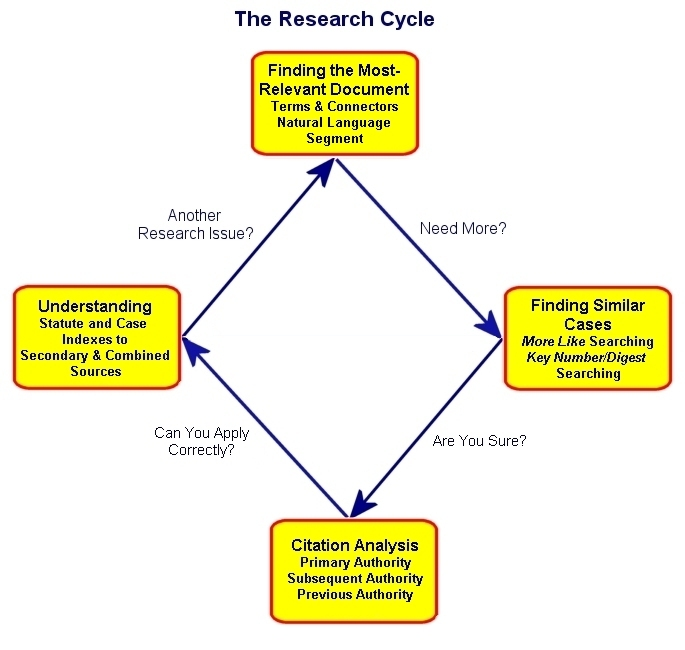 The Research Cycle
Finding the Most-
Relevant Document
Terms & Connectors
Natural Language
Segment
Another
Research Issue?
Need More?
Understanding
Statute and Case
Indexes to
Secondary & Combined
Sources
Finding Similar
Cases
More Like Searching
Key Number/Digest
Searching
Can You Apply
Correctly?
Are You Sure?
Citation Analysis
Primary Authority
Subsequent Authority
Previous Authority